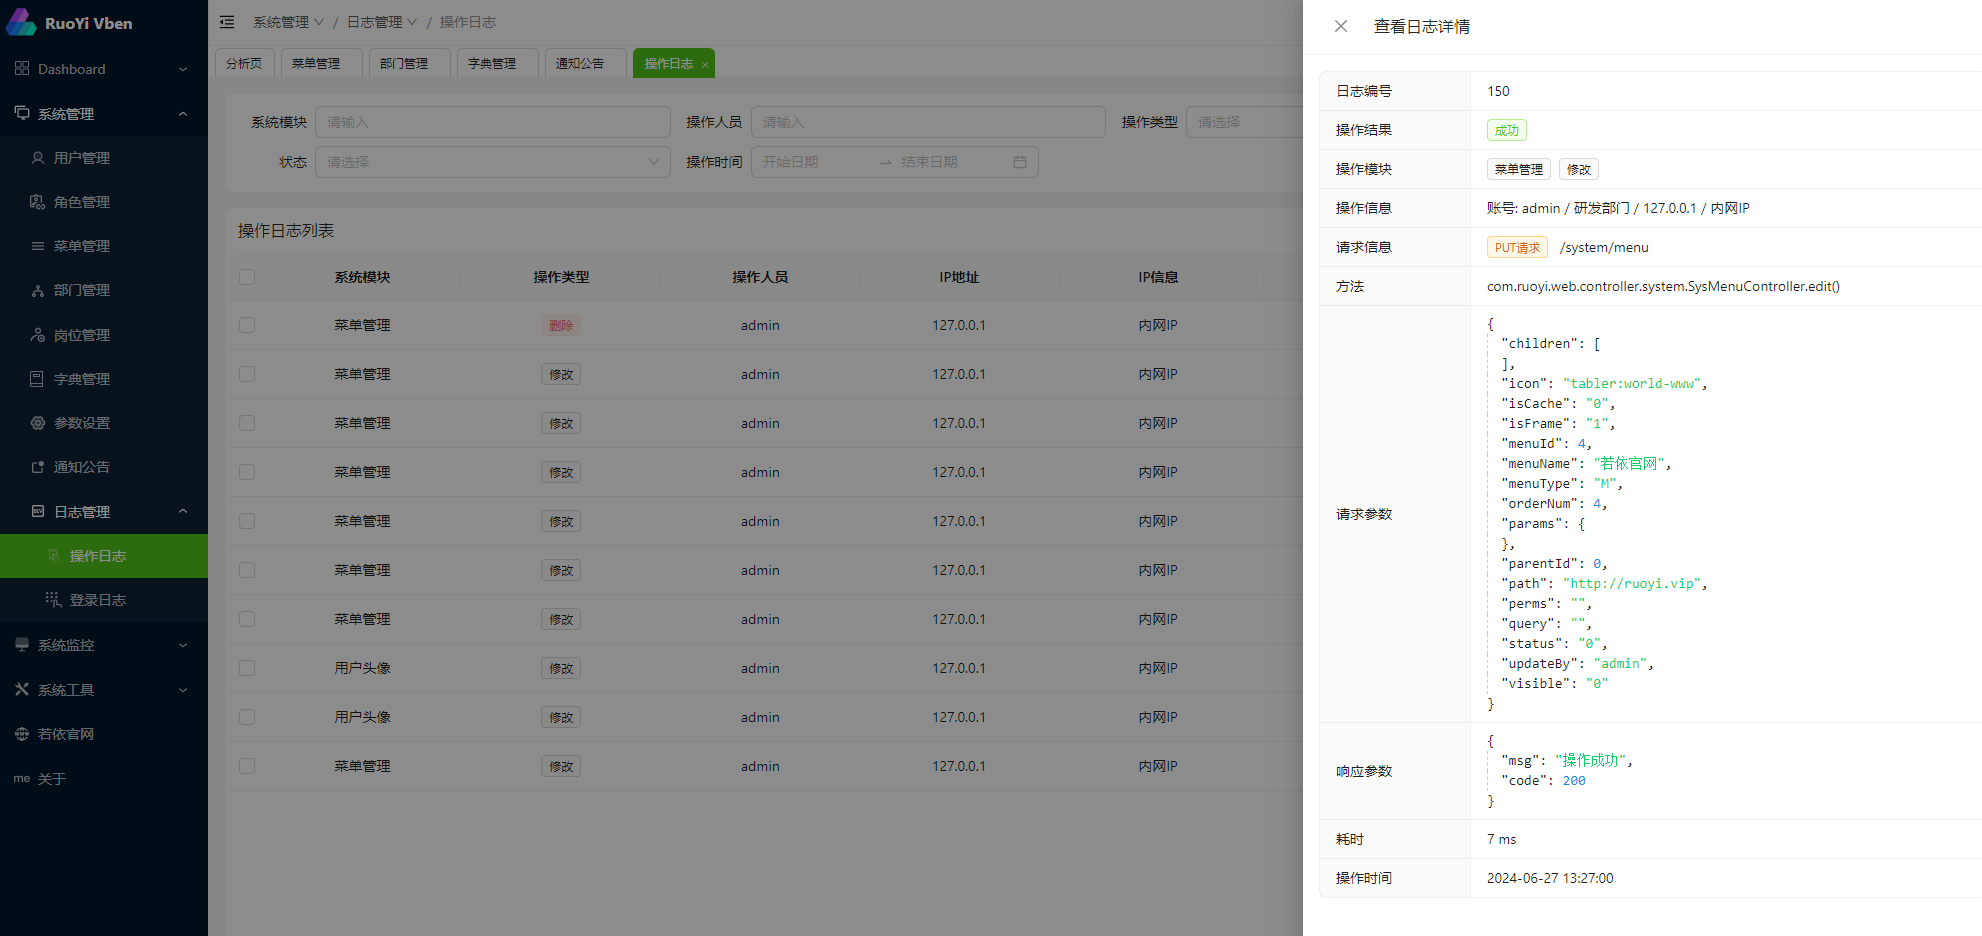 RuoYi Vben
Dashboard
系统管理
用户管理
角色管理
菜单管理
部门管理
岗位管理
字典管理
参数设置
通知公告
日志管理
操作日志
登录日志
系统监控
系统工具
若依官网
me 关于
系统管理 / 日志管理 / 操作日志
分析页 菜单管理 部门管理 字典管理 通知公告 操作日志 ×
系统模块 请输入 操作人员 请输入 操作类型 请选择
状态 请选择 操作时间 开始日期 → 结束日期
操作日志列表
系统模块 操作类型 操作人员 IP地址 IP信息
菜单管理 删除 admin 127.0.0.1 内网IP
菜单管理 修改 admin 127.0.0.1 内网IP
菜单管理 修改 admin 127.0.0.1 内网IP
菜单管理 修改 admin 127.0.0.1 内网IP
菜单管理 修改 admin 127.0.0.1 内网IP
菜单管理 修改 admin 127.0.0.1 内网IP
菜单管理 修改 admin 127.0.0.1 内网IP
用户头像 修改 admin 127.0.0.1 内网IP
用户头像 修改 admin 127.0.0.1 内网IP
菜单管理 修改 admin 127.0.0.1 内网IP
查看日志详情
日志编号 150
操作结果 成功
操作模块 菜单管理 修改
操作信息 账号: admin / 研发部门 / 127.0.0.1 / 内网IP
请求信息 PUT请求 /system/menu
方法 com.ruoyi.web.controller.system.SysMenuController.edit()
请求参数
{
"children": [
],
"icon": "tabler:world-www",
"isCache": "0",
"isFrame": "1",
"menuId": 4,
"menuName": "若依官网",
"menuType": "M",
"orderNum": 4,
"params": {
},
"parentId": 0,
"path": "http://ruoyi.vip",
"perms": "",
"query": "",
"status": "0",
"updateBy": "admin",
"visible": "0"
}
响应参数
{
"msg": "操作成功",
"code": 200
}
耗时 7 ms
操作时间 2024-06-27 13:27:00